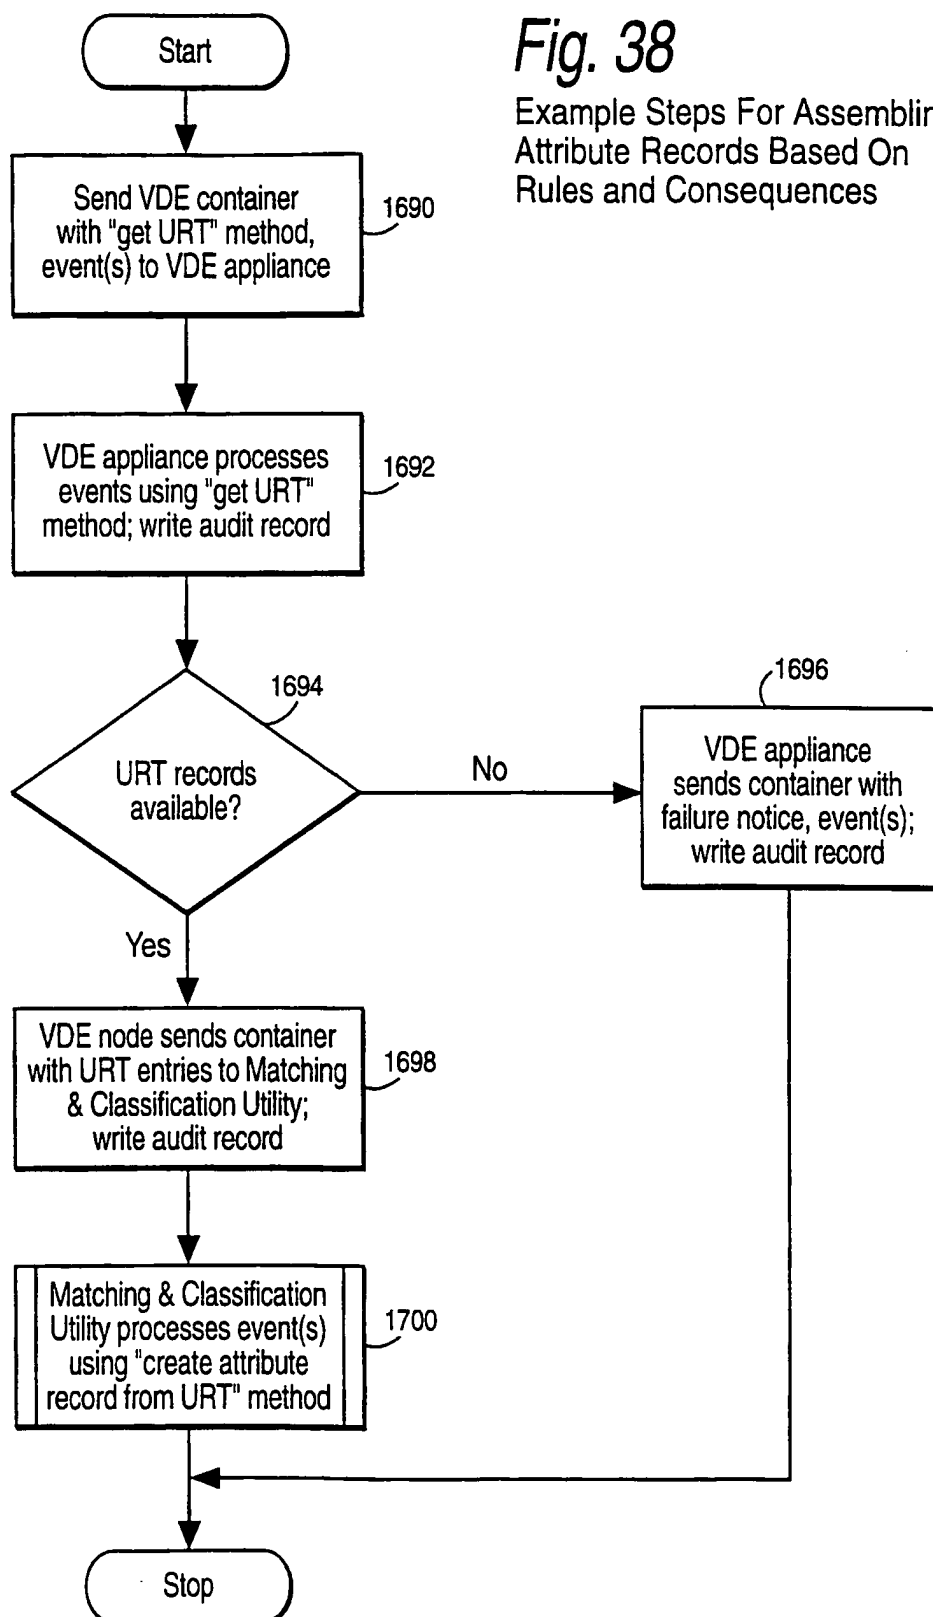 Start
Fig. 38
Example Steps For Assemblin
Attribute Records Based On
Rules and Consequences
Send VDE container
with "get URT" method,
event(s) to VDE appliance
1690
VDE appliance processes
events using "get URT"
method; write audit record
1692
1694
URT records
available?
No
Yes
1696
VDE appliance
sends container with
failure notice, event(s);
write audit record
VDE node sends container
with URT entries to Matching
& Classification Utility;
write audit record
1698
Matching & Classification
Utility processes event(s)
using "create attribute
record from URT" method
1700
Stop